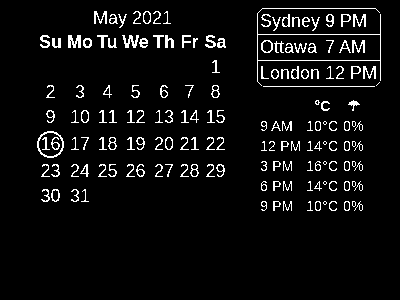 May 2021
Su Mo Tu We Th Fr Sa
1
2 3 4 5 6 7 8
9 10 11 12 13 14 15
16 17 18 19 20 21 22
23 24 25 26 27 28 29
30 31
Sydney 9 PM
Ottawa 7 AM
London 12 PM
°C
9 AM 10°C 0%
12 PM 14°C 0%
3 PM 16°C 0%
6 PM 14°C 0%
9 PM 10°C 0%